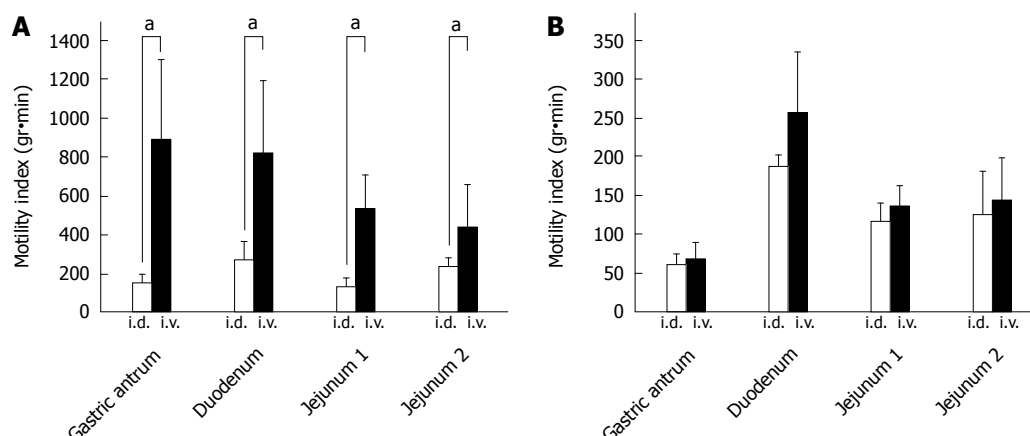 A
a a a a
Motility index (gr•min)
1400
1200
1000
800
600
400
200
0
i.d. i.v. i.d. i.v. i.d. i.v. i.d. i.v.
Gastric antrum
Duodenum
Jejunum 1
Jejunum 2
B
Motility index (gr•min)
350
300
250
200
150
100
50
0
i.d. i.v. i.d. i.v. i.d. i.v. i.d. i.v.
Gastric antrum
Duodenum
Jejunum 1
Jejunum 2